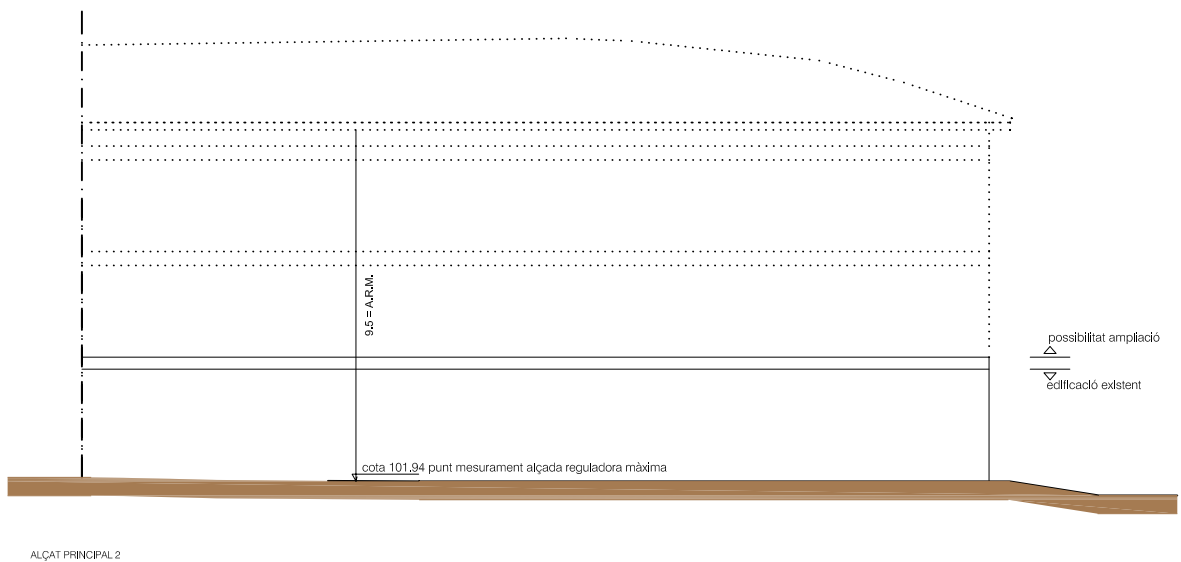 9.5 = A.R.M.
possibilitat ampliació
edificació existent
cota 101.94 punt mesurament alçada reguladora màxima
ALÇAT PRINCIPAL 2